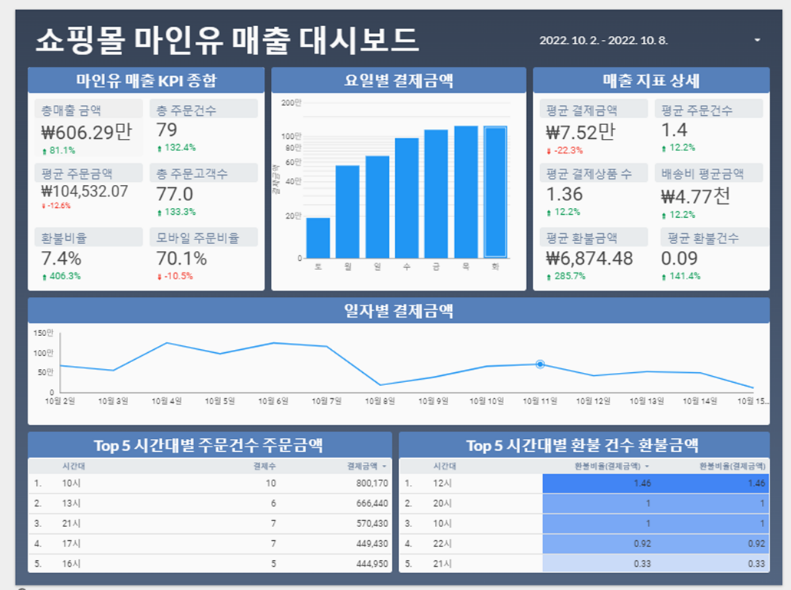 쇼핑몰 마인유 매출 대시보드
2022. 10. 2. - 2022. 10. 8.
마인유 매출 KPI 종합
총매출 금액 총 주문건수
₩606.29만 79
81.1% 132.4%
평균 주문금액 총 주문고객수
₩104,532.07 77.0
-12.6% 133.3%
환불비율 모바일 주문비율
7.4% 70.1%
406.3% -10.5%
요일별 결제금액
200만
100만
80만
60만
40만
20만
0
결제금액
토 월 일 수 금 목 화
매출 지표 상세
평균 결제금액 평균 주문건수
₩7.52만 1.4
-22.3% 12.2%
평균 결제상품 수 배송비 평균금액
1.36 ₩4.77천
12.2% 12.2%
평균 환불금액 평균 환불건수
₩6,874.48 0.09
285.7% 141.4%
일자별 결제금액
150만
100만
50만
0
10월 2일 10월 3일 10월 4일 10월 5일 10월 6일 10월 7일 10월 8일 10월 9일 10월 10일 10월 11일 10월 12일 10월 13일 10월 14일 10월 15...
Top 5 시간대별 주문건수 주문금액
시간대 결제수 결제금액
1. 10시 10 800,170
2. 13시 6 666,440
3. 21시 7 570,430
4. 17시 7 449,430
5. 16시 5 444,950
Top 5 시간대별 환불 건수 환불금액
시간대 환불비율(결제금액) 환불비율(결제금액)
1. 12시 1.46 1.46
2. 20시 1 1
3. 10시 1 1
4. 22시 0.92 0.92
5. 21시 0.33 0.33